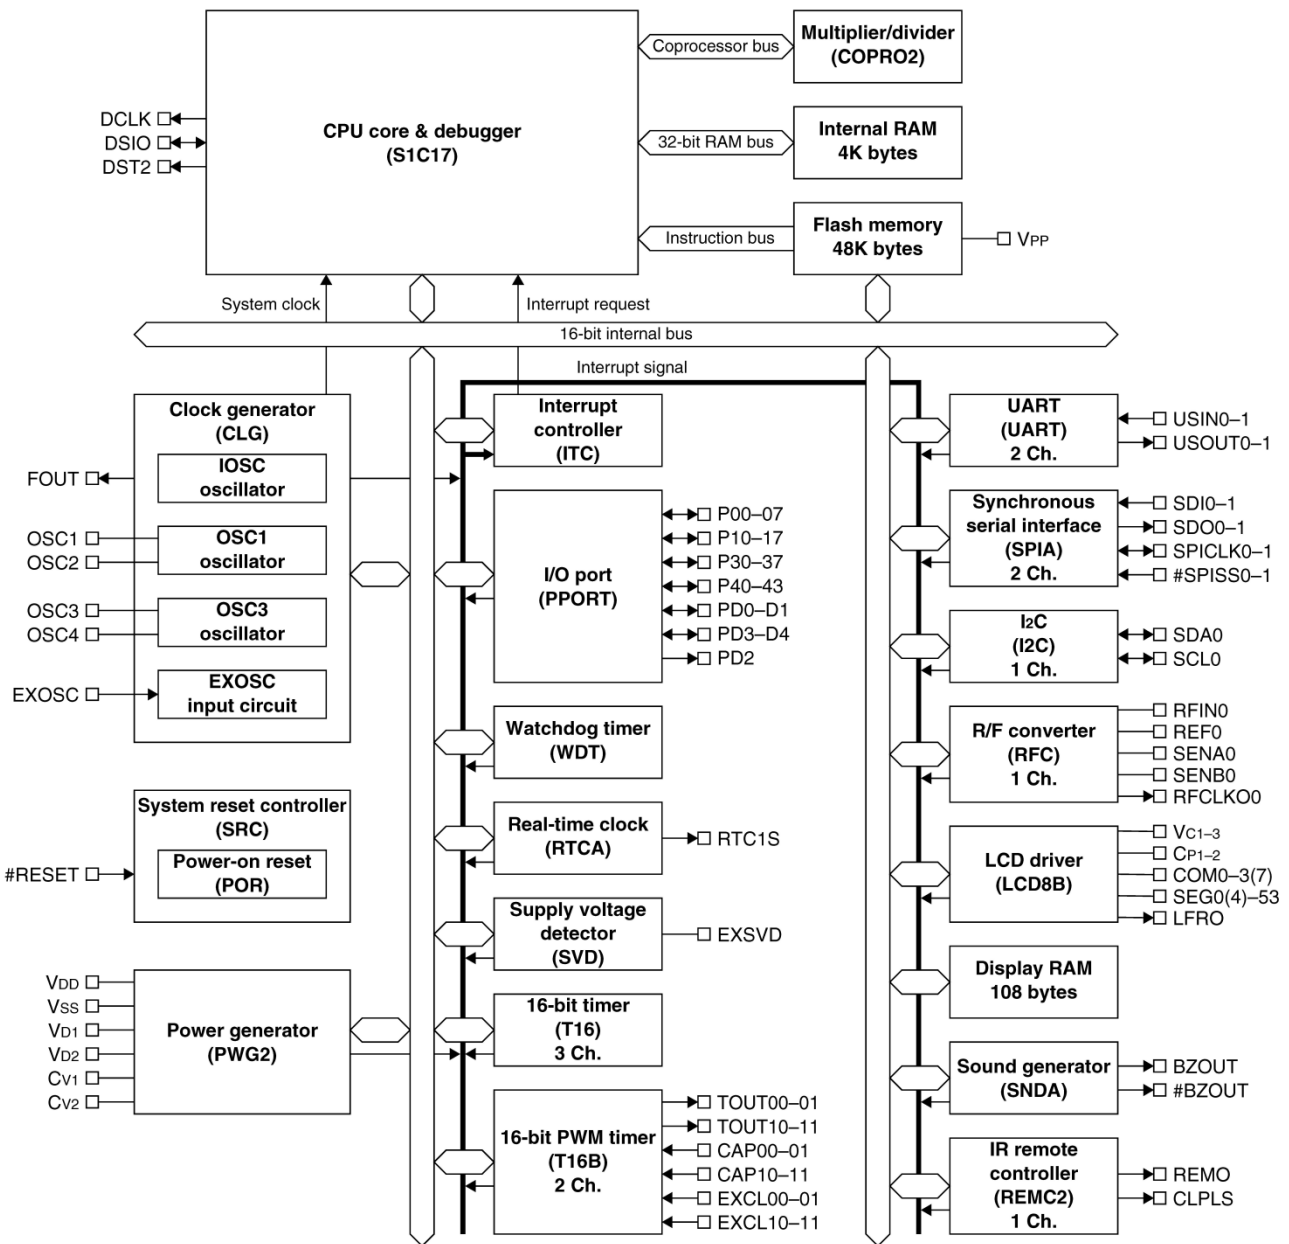 CPU core & debugger
(S1C17)
DCLK
DSIO
DST2
Coprocessor bus
Multiplier/divider
(COPRO2)
32-bit RAM bus
Internal RAM
4K bytes
Instruction bus
Flash memory
48K bytes
VPP
System clock
Interrupt request
16-bit internal bus
Interrupt signal
Clock generator
(CLG)
IOSC
oscillator
FOUT
OSC1
OSC2
OSC1
oscillator
OSC3
OSC4
OSC3
oscillator
EXOSC
EXOSC
input circuit
System reset controller
(SRC)
#RESET
Power-on reset
(POR)
VDD
VSS
VD1
VD2
CV1
CV2
Power generator
(PWG2)
Interrupt
controller
(ITC)
I/O port
(PPORT)
P00–07
P10–17
P30–37
P40–43
PD0–D1
PD3–D4
PD2
Watchdog timer
(WDT)
Real-time clock
(RTCA)
RTC1S
Supply voltage
detector
(SVD)
EXSVD
16-bit timer
(T16)
3 Ch.
16-bit PWM timer
(T16B)
2 Ch.
TOUT00–01
TOUT10–11
CAP00–01
CAP10–11
EXCL00–01
EXCL10–11
UART
(UART)
2 Ch.
USIN0–1
USOUT0–1
Synchronous
serial interface
(SPIA)
2 Ch.
SDI0–1
SDO0–1
SPICLK0–1
#SPISS0–1
I2C
(I2C)
1 Ch.
SDA0
SCL0
R/F converter
(RFC)
1 Ch.
RFIN0
REF0
SENA0
SENB0
RFCLKO0
LCD driver
(LCD8B)
VC1–3
CP1–2
COM0–3(7)
SEG0(4)–53
LFRO
Display RAM
108 bytes
Sound generator
(SNDA)
BZOUT
#BZOUT
IR remote
controller
(REMC2)
1 Ch.
REMO
CLPLS